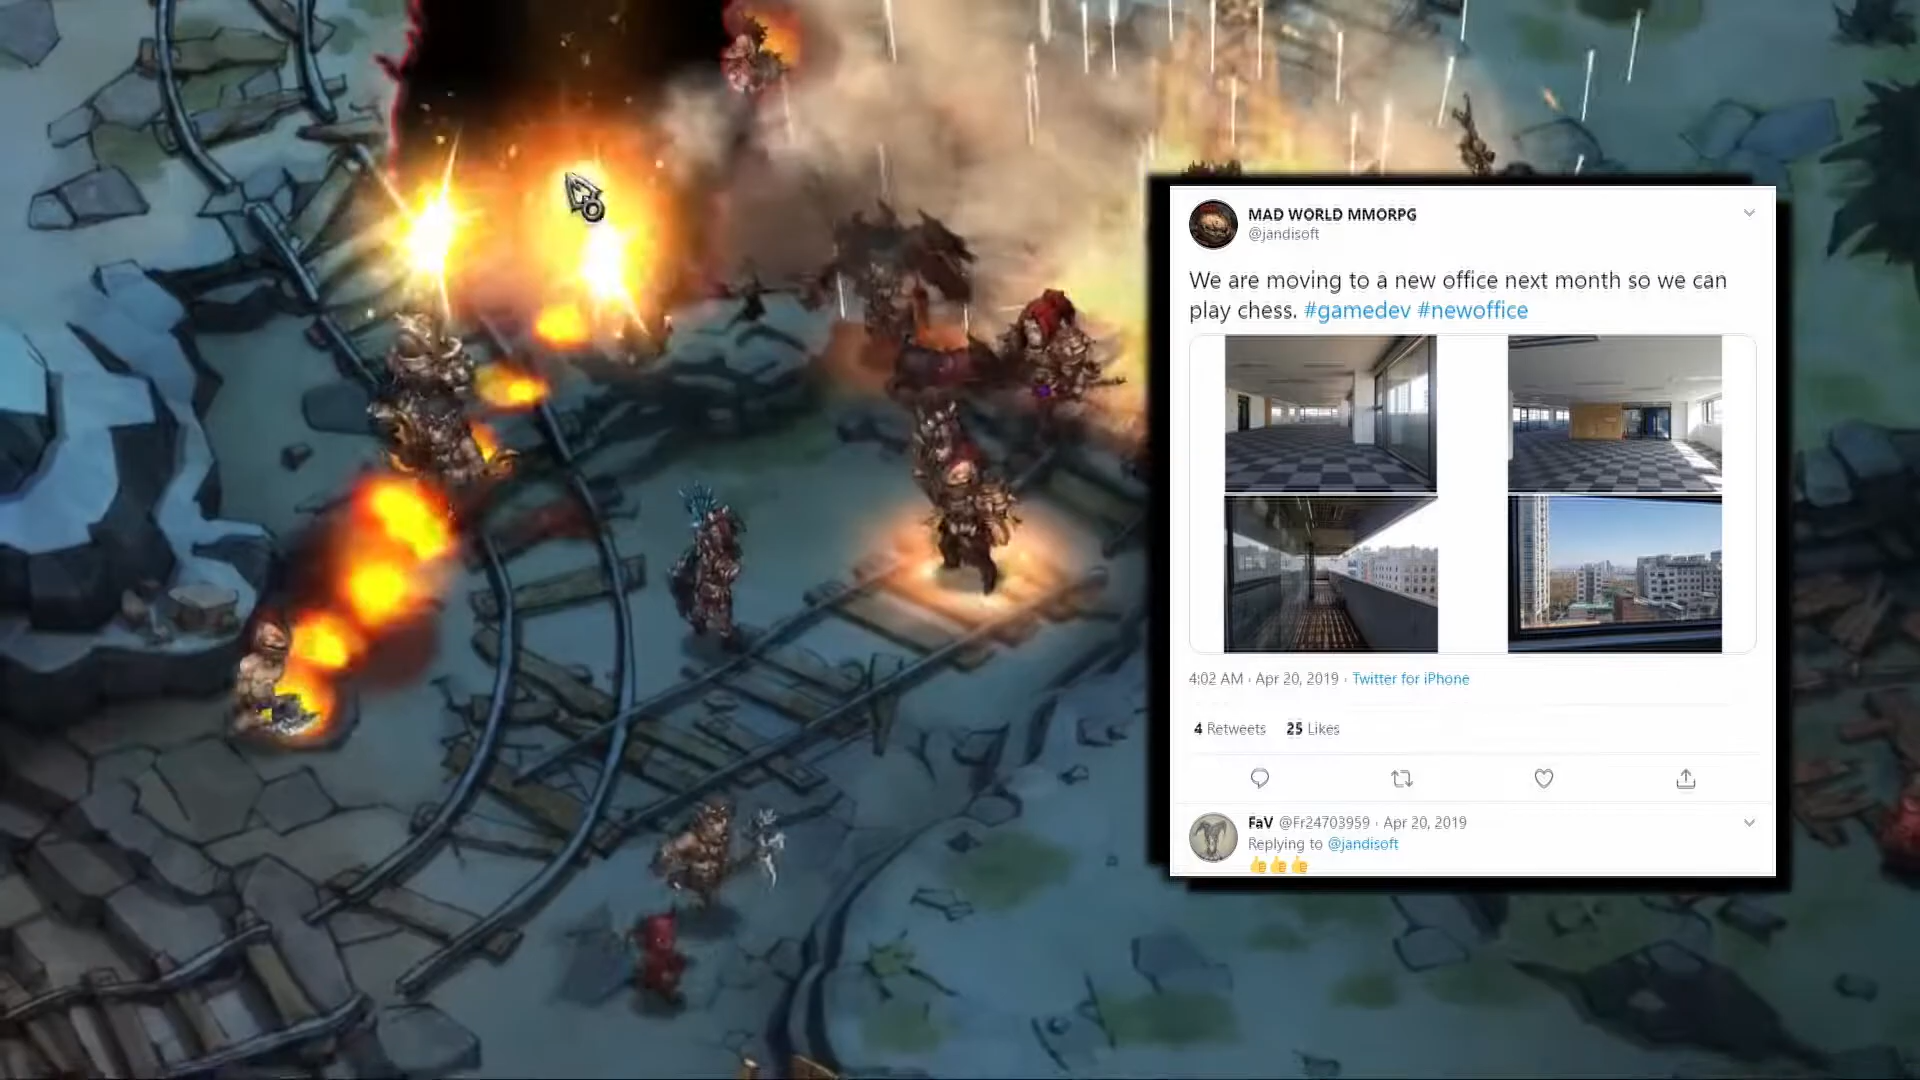 MAD WORLD MMORPG
@jandisoft
We are moving to a new office next month so we can
play chess. #gamedev #newoffice
4:02 AM · Apr 20, 2019 · Twitter for iPhone
4 Retweets 25 Likes
FaV @Fr24703959 · Apr 20, 2019
Replying to @jandisoft
👍👍👍